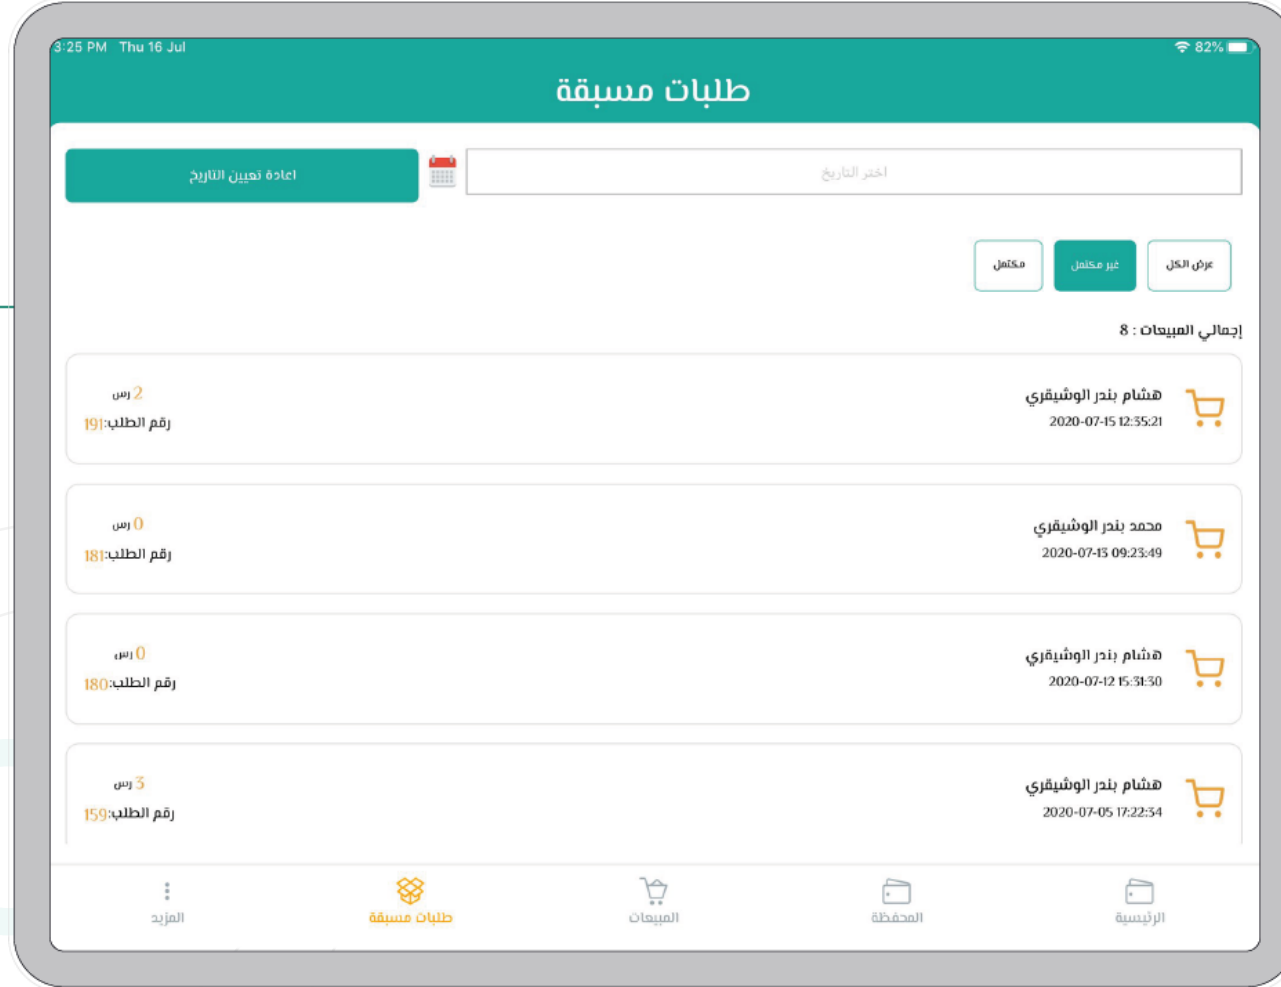 3:25 PM Thu 16 Jul
82%
طلبات مسبقة
اختر التاريخ
اعادة تعيين التاريخ
عرض الكل
غير مكتمل
مكتمل
إجمالي المبيعات : 8
هشام بندر الوشيقري
2 رس
2020-07-15 12:35:21
رقم الطلب:191
محمد بندر الوشيقري
0 رس
2020-07-13 09:23:49
رقم الطلب:181
هشام بندر الوشيقري
0 رس
2020-07-12 15:31:30
رقم الطلب:180
هشام بندر الوشيقري
3 رس
2020-07-05 17:22:34
رقم الطلب:159
الرئيسية
المحفظة
المبيعات
طلبات مسبقة
المزيد